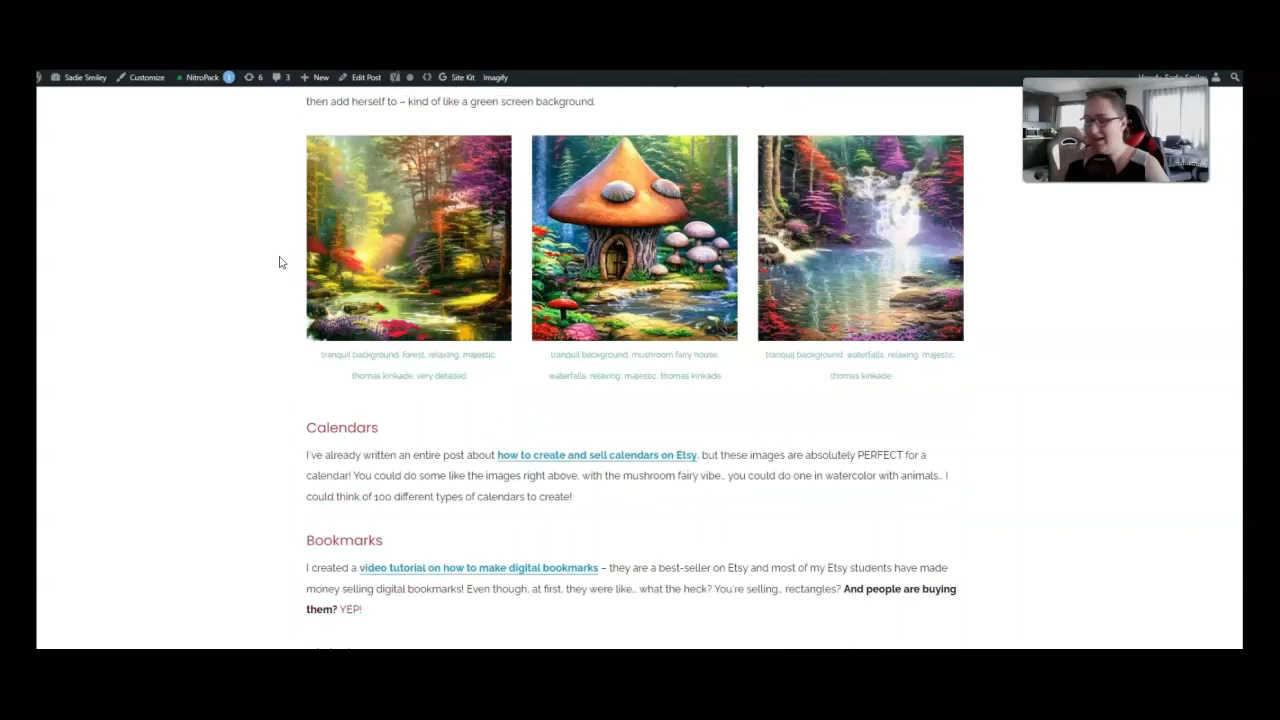 Sadie Smiley Customize NitroPack 1 6 3 New Edit Post Site Kit Imagify
then add herself to – kind of like a green screen background.
tranquil background, forest, relaxing, majestic,
thomas kinkade, very detailed
tranquil background, mushroom fairy house,
waterfalls, relaxing, majestic, thomas kinkade
tranquil background, waterfalls, relaxing, majestic,
thomas kinkade
Calendars
I've already written an entire post about how to create and sell calendars on Etsy, but these images are absolutely PERFECT for a
calendar! You could do some like the images right above, with the mushroom fairy vibe… you could do one in watercolor with animals… I
could think of 100 different types of calendars to create!
Bookmarks
I created a video tutorial on how to make digital bookmarks – they are a best-seller on Etsy and most of my Etsy students have made
money selling digital bookmarks! Even though, at first, they were like… what the heck? You're selling… rectangles? And people are buying
them? YEP!